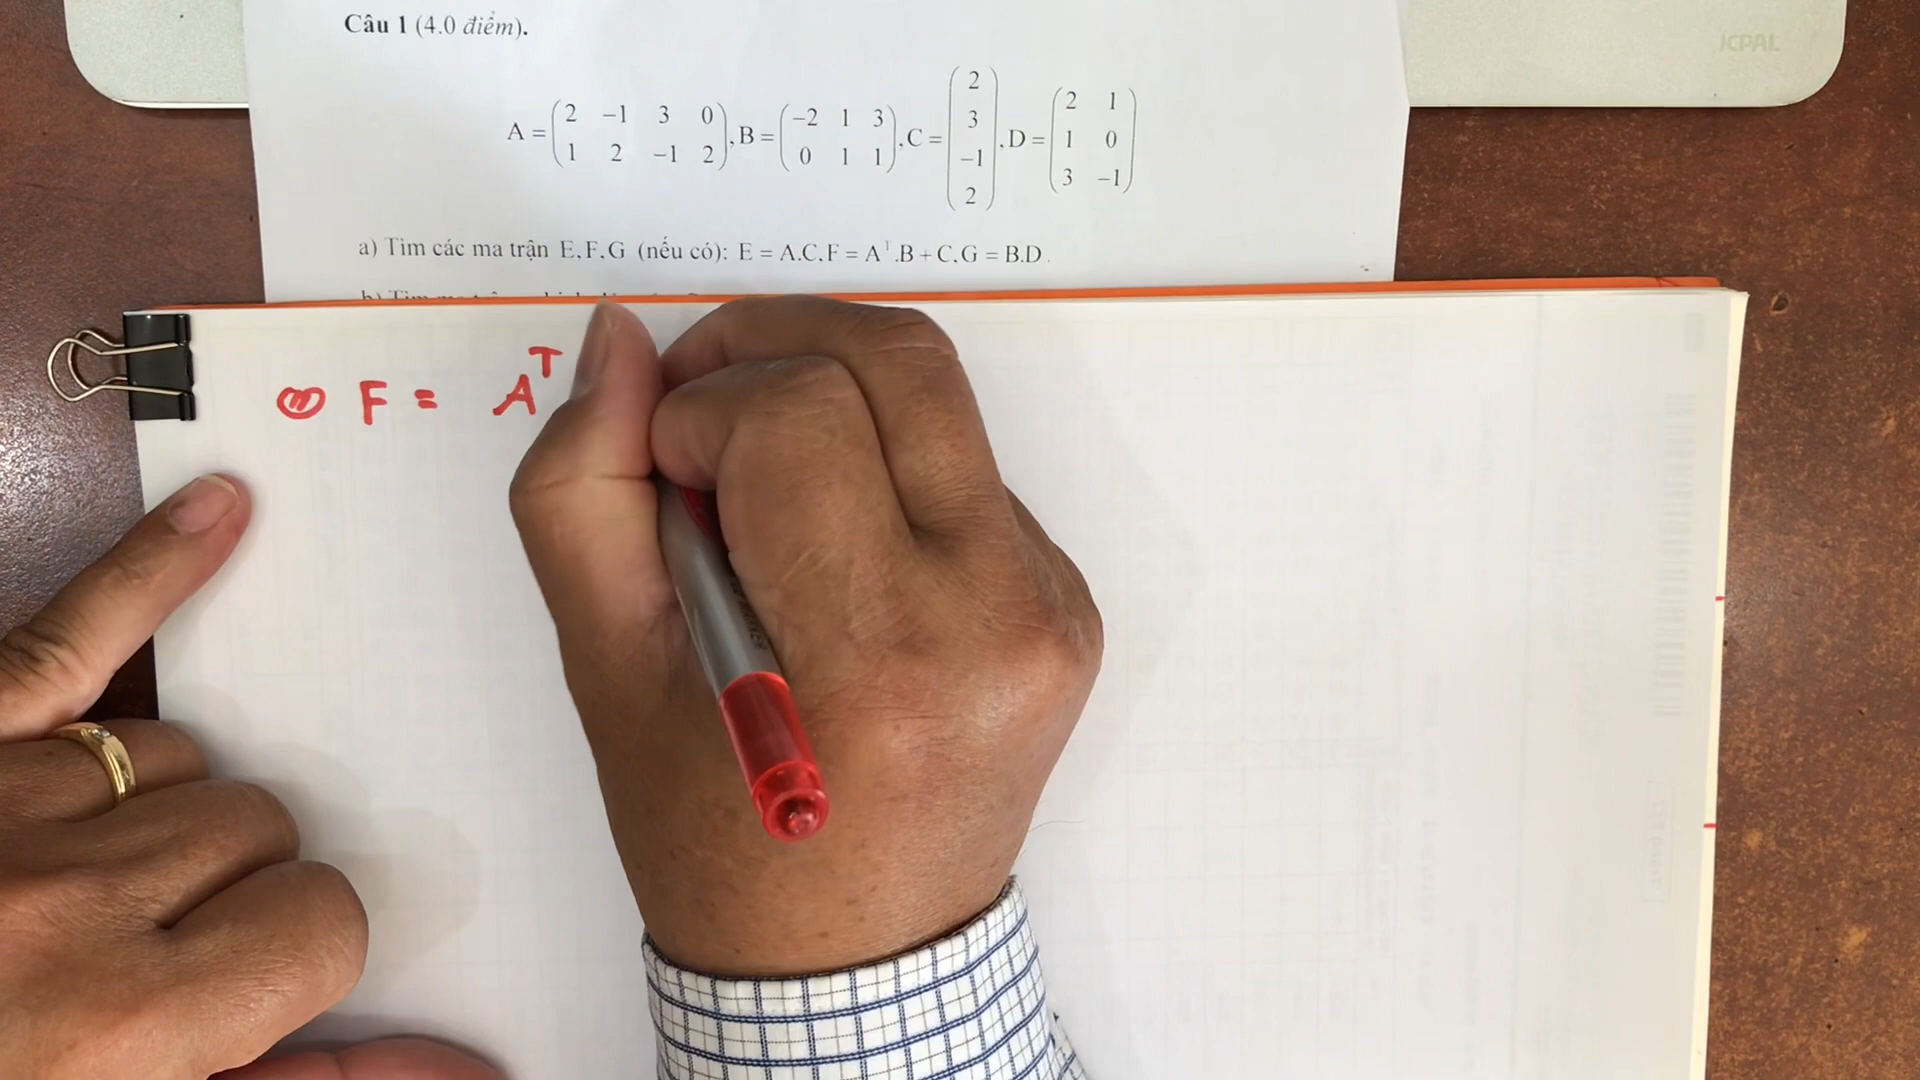 JCPAL
Câu 1 (4.0 điểm).
A = ( 2 −1 3 0 ; 1 2 −1 2 ), B = ( −2 1 3 ; 0 1 1 ), C = ( 2 ; 3 ; −1 ; 2 ), D = ( 2 1 ; 1 0 ; 3 −1 )
a) Tìm các ma trận E, F, G (nếu có): E = A.C, F = Aᵀ.B + C, G = B.D.
F = Aᵀ